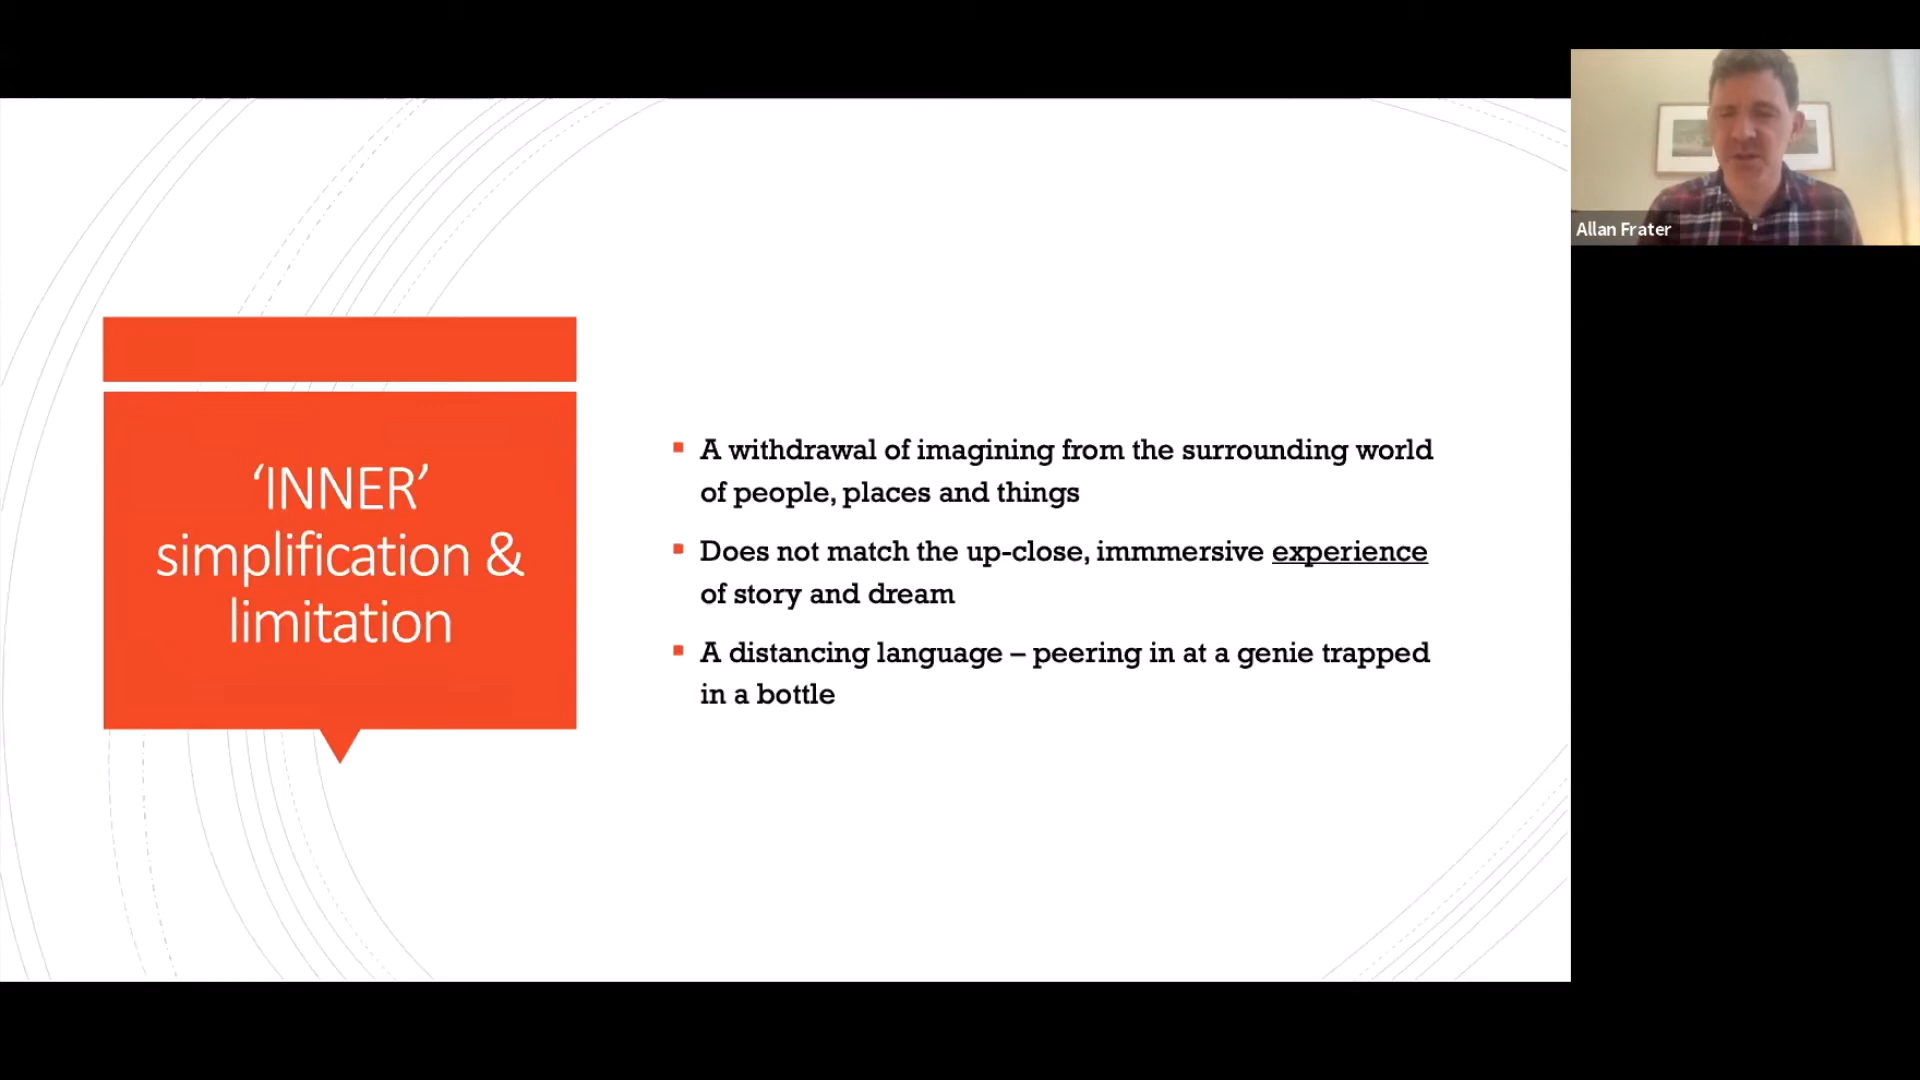 ‘INNER’
simplification &
limitation
▪ A withdrawal of imagining from the surrounding world
of people, places and things
▪ Does not match the up-close, immmersive experience
of story and dream
▪ A distancing language – peering in at a genie trapped
in a bottle
Allan Frater